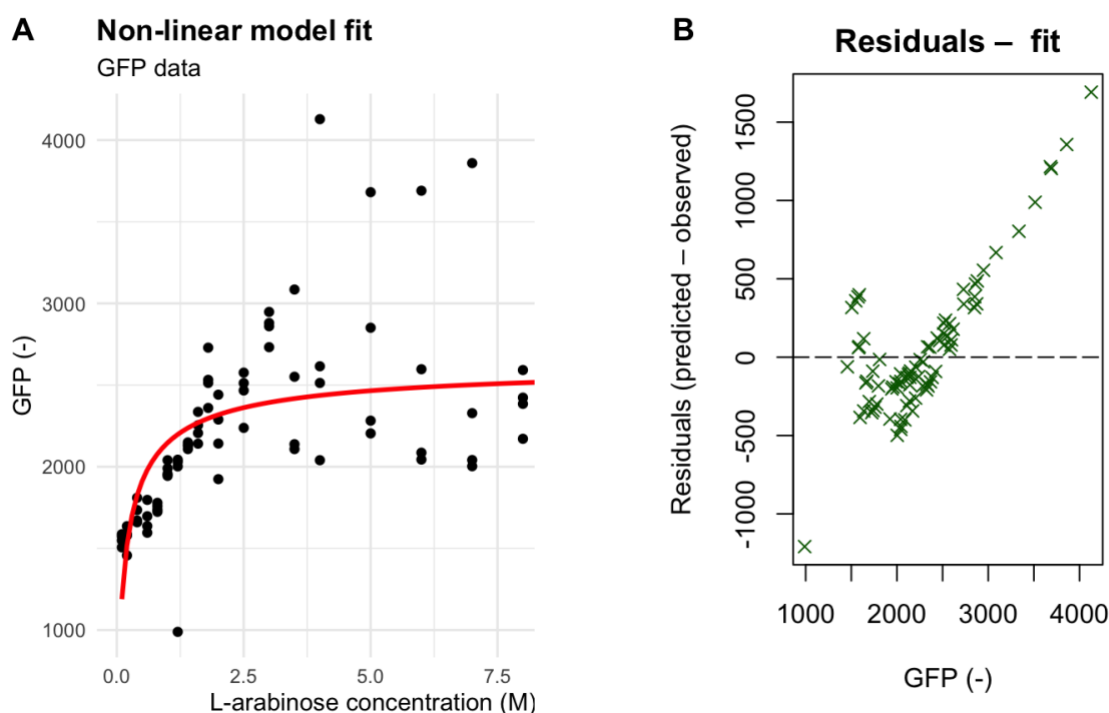 A
Non-linear model fit
GFP data
4000
3000
2000
1000
GFP (-)
0.0 2.5 5.0 7.5
L-arabinose concentration (M)
B
Residuals – fit
1500
1000
500
0
-500
-1000
Residuals (predicted – observed)
1000 2000 3000 4000
GFP (-)